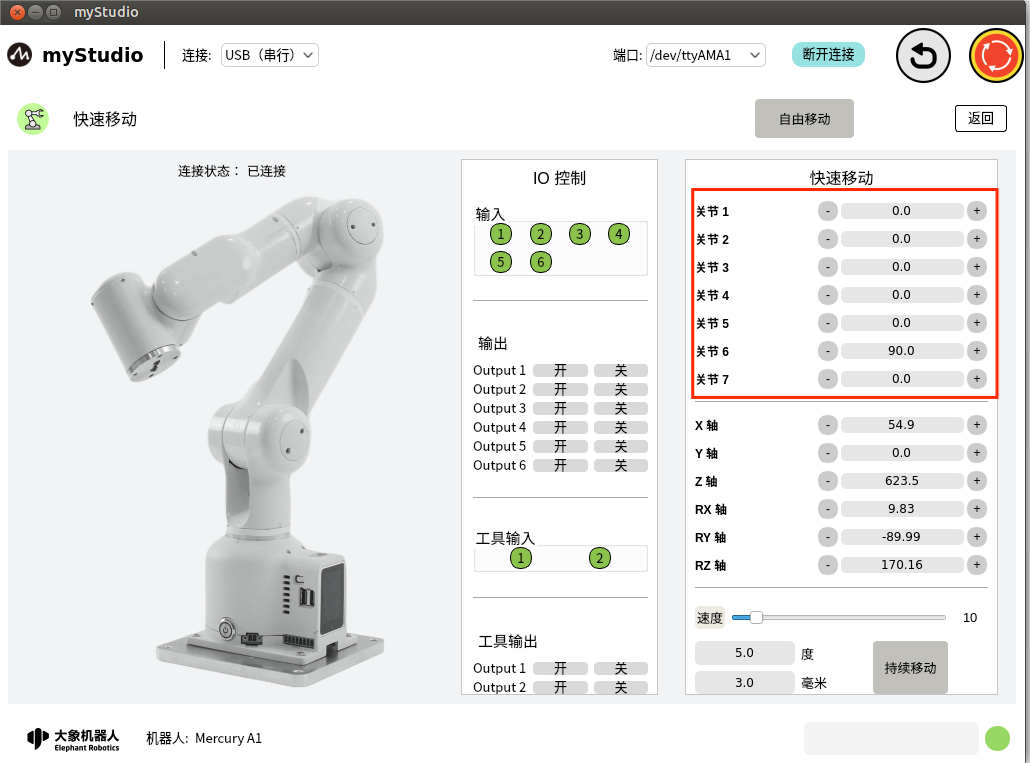 myStudio
myStudio 连接: USB（串行） 端口: /dev/ttyAMA1 断开连接
快速移动 自由移动 返回
连接状态： 已连接
IO 控制
输入
1 2 3 4
5 6
输出
Output 1 开 关
Output 2 开 关
Output 3 开 关
Output 4 开 关
Output 5 开 关
Output 6 开 关
工具输入
1 2
工具输出
Output 1 开 关
Output 2 开 关
快速移动
关节 1 - 0.0 +
关节 2 - 0.0 +
关节 3 - 0.0 +
关节 4 - 0.0 +
关节 5 - 0.0 +
关节 6 - 90.0 +
关节 7 - 0.0 +
X 轴 - 54.9 +
Y 轴 - 0.0 +
Z 轴 - 623.5 +
RX 轴 - 9.83 +
RY 轴 - -89.99 +
RZ 轴 - 170.16 +
速度 10
5.0 度
3.0 毫米
持续移动
大象机器人
Elephant Robotics
机器人: Mercury A1